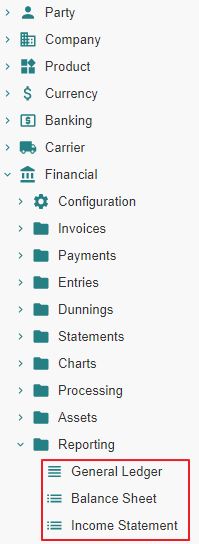 Party
Company
Product
Currency
Banking
Carrier
Financial
Configuration
Invoices
Payments
Entries
Dunnings
Statements
Charts
Processing
Assets
Reporting
General Ledger
Balance Sheet
Income Statement